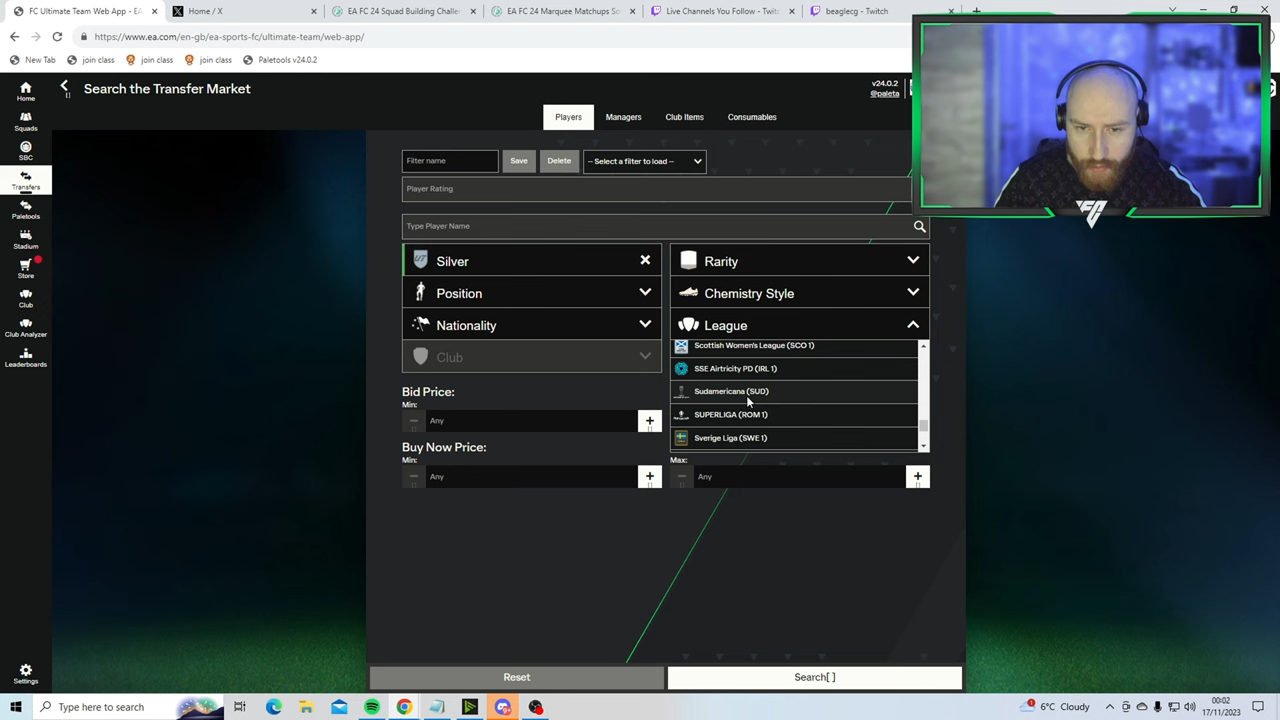 FC Ultimate Team Web App - EA
Home / X
EA FC 24 Squad Building Challe
EA FC 24 Marquee Matchups So
Live Channels You Follow - Twitc
beaglecg - Twitch
https://www.ea.com/en-gb/ea-sports-fc/ultimate-team/web-app/
New Tab
join class
join class
join class
Paletools v24.0.2
Home
Squads
SBC
Transfers
Paletools
Stadium
Store
Club
Club Analyzer
Leaderboards
Settings
Search the Transfer Market
v24.0.2
@paleta
Players
Managers
Club Items
Consumables
Filter name
Save
Delete
-- Select a filter to load --
Player Rating
Type Player Name
Silver
Rarity
Position
Chemistry Style
Nationality
League
Club
Scottish Women's League (SCO 1)
SSE Airtricity PD (IRL 1)
Sudamericana (SUD)
SUPERLIGA (ROM 1)
Sverige Liga (SWE 1)
Bid Price:
Min:
Any
Buy Now Price:
Min:
Max:
Any
Any
Reset
Search[ ]
Type here to search
6°C Cloudy
00:02
17/11/2023